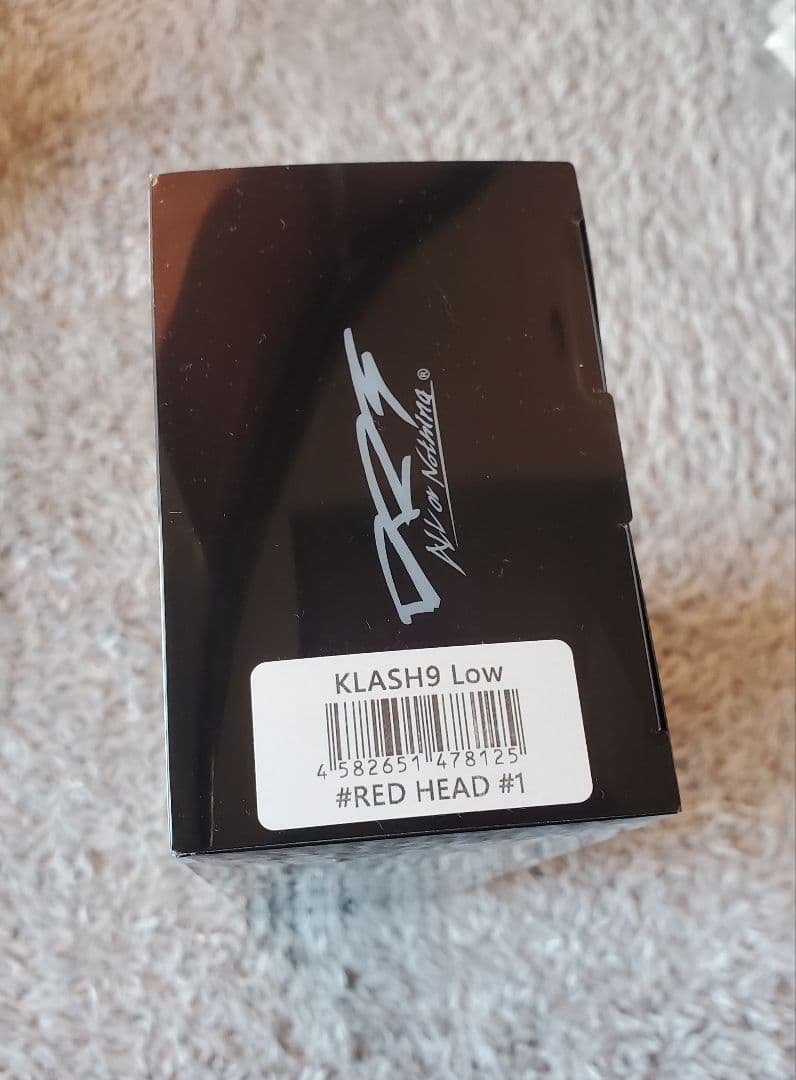 DRT
ALL or Nothing®
KLASH9 Low
4 582651 478125
#RED HEAD #1